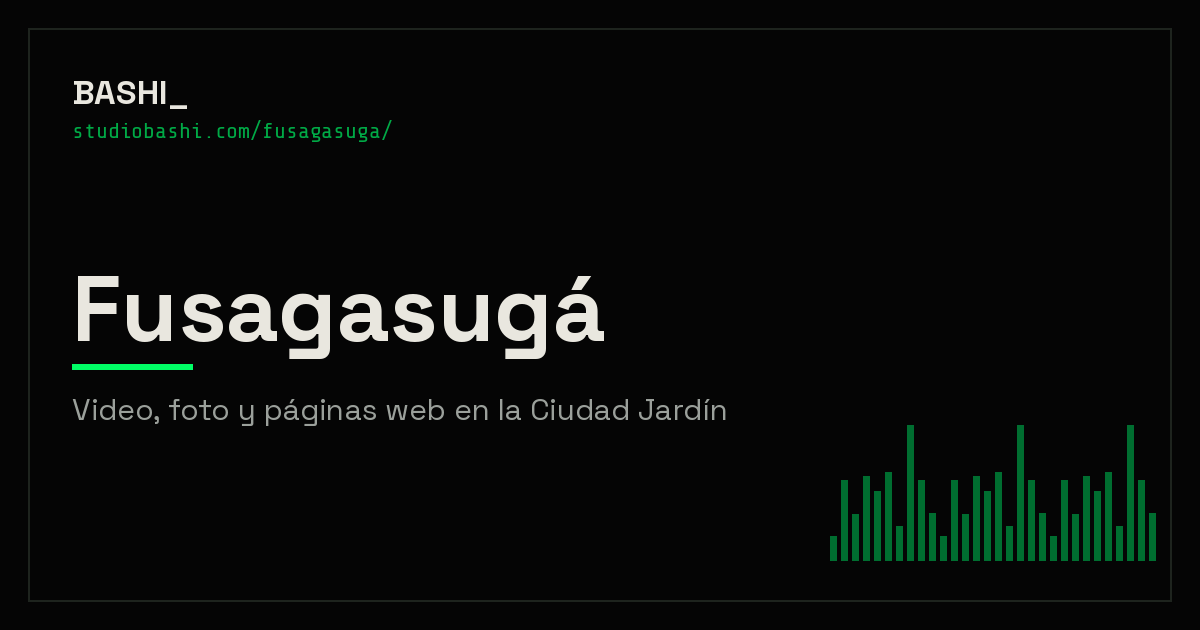 BASHI_
studiobashi.com/fusagasuga/
Fusagasugá
Video, foto y páginas web en la Ciudad Jardín